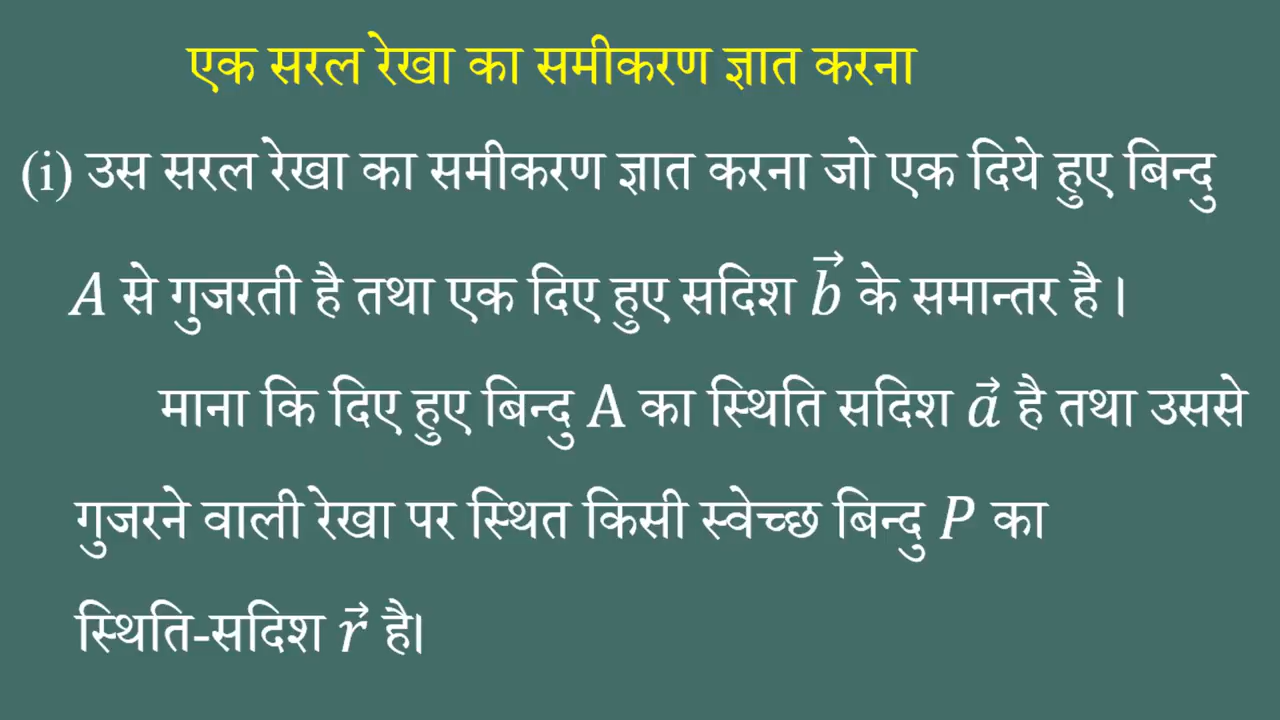 एक सरल रेखा का समीकरण ज्ञात करना
(i) उस सरल रेखा का समीकरण ज्ञात करना जो एक दिये हुए बिन्दु
A से गुजरती है तथा एक दिए हुए सदिश b⃗ के समान्तर है।
माना कि दिए हुए बिन्दु A का स्थिति सदिश a⃗ है तथा उससे
गुजरने वाली रेखा पर स्थित किसी स्वेच्छ बिन्दु P का
स्थिति-सदिश r⃗ है।